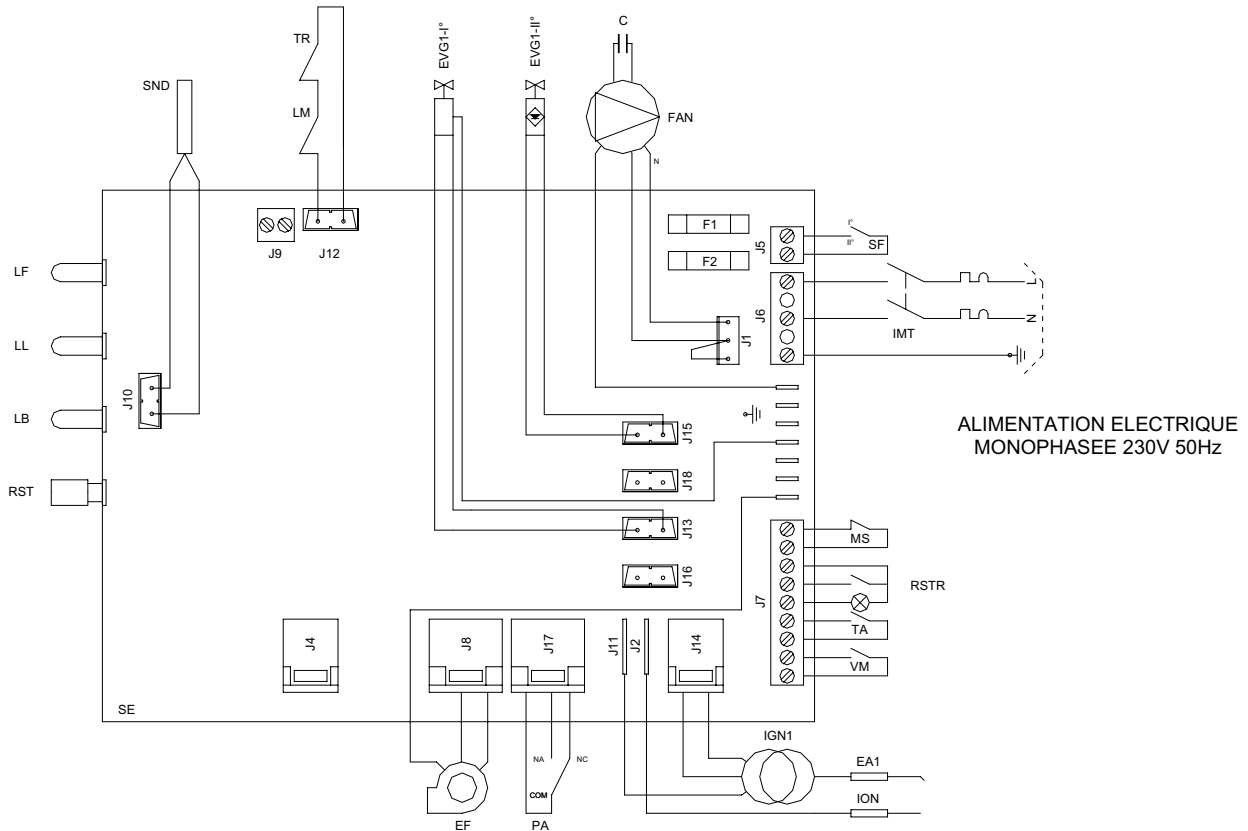 C
TR
EVG1-I°
EVG1-II°
SND
LM
FAN
N
F1
I°
J5
II°
SF
J9
J12
F2
LF
L
J6
IMT
N
LL
J1
J10
LB
J15
ALIMENTATION ELECTRIQUE
MONOPHASEE 230V 50Hz
J18
RST
J13
MS
J16
RSTR
J7
J4
J8
J17
J11
J2
J14
TA
VM
SE
IGN1
NA
NC
EA1
COM
ION
EF
PA